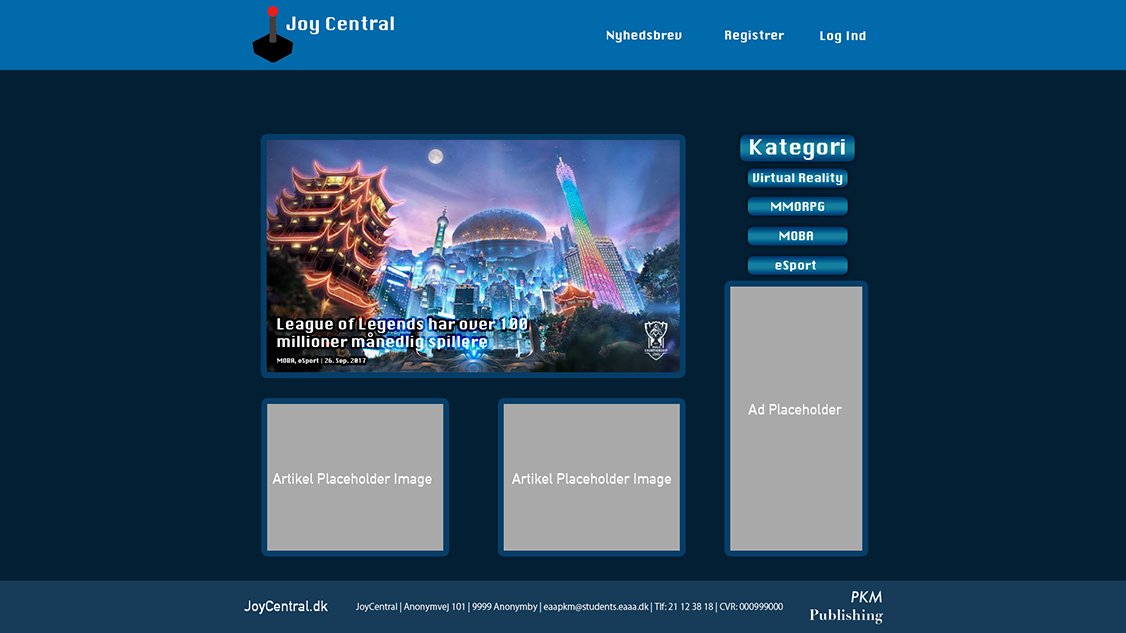 Joy Central
Nyhedsbrev
Registrer
Log Ind
Kategori
Virtual Reality
MMORPG
MOBA
eSport
League of Legends har over 100
millioner månedlig spillere
MOBA, eSport | 26. Sep. 2017
Ad Placeholder
Artikel Placeholder Image
Artikel Placeholder Image
JoyCentral.dk
JoyCentral | Anonymvej 101 | 9999 Anonymby | eaapkm@students.eaaa.dk | Tlf: 21 12 38 18 | CVR: 000999000
PKM
Publishing